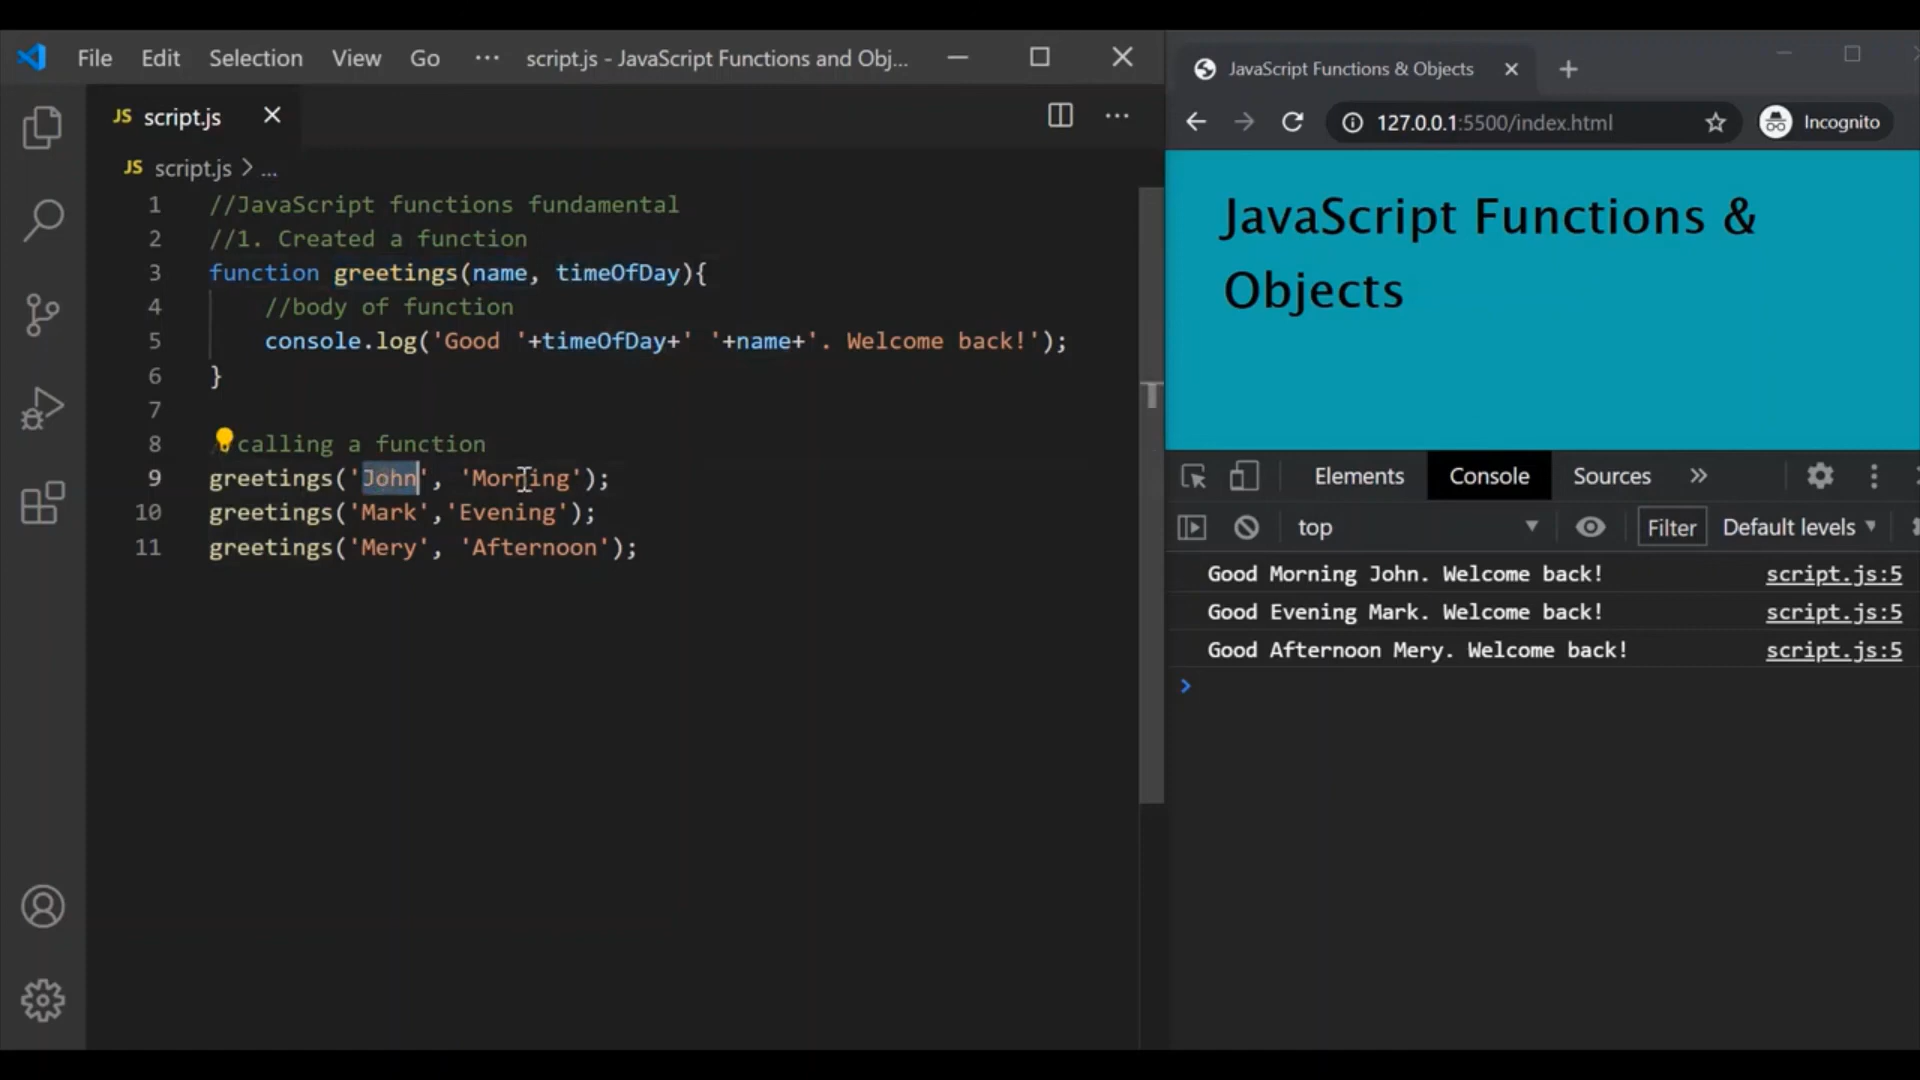 File Edit Selection View Go ··· script.js - JavaScript Functions and Obj...
JS script.js
JS script.js > ...
1 //JavaScript functions fundamental
2 //1. Created a function
3 function greetings(name, timeOfDay){
4     //body of function
5     console.log('Good '+timeOfDay+' '+name+'. Welcome back!');
6 }
7
8 calling a function
9 greetings('John', 'Morning');
10 greetings('Mark','Evening');
11 greetings('Mery', 'Afternoon');
JavaScript Functions & Objects
127.0.0.1:5500/index.html Incognito
JavaScript Functions &
Objects
Elements Console Sources »
top Filter Default levels
Good Morning John. Welcome back! script.js:5
Good Evening Mark. Welcome back! script.js:5
Good Afternoon Mery. Welcome back! script.js:5